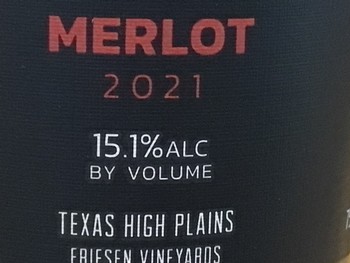 MERLOT
2021
15.1% ALC
BY VOLUME
TEXAS HIGH PLAINS
FRIESEN VINEYARDS